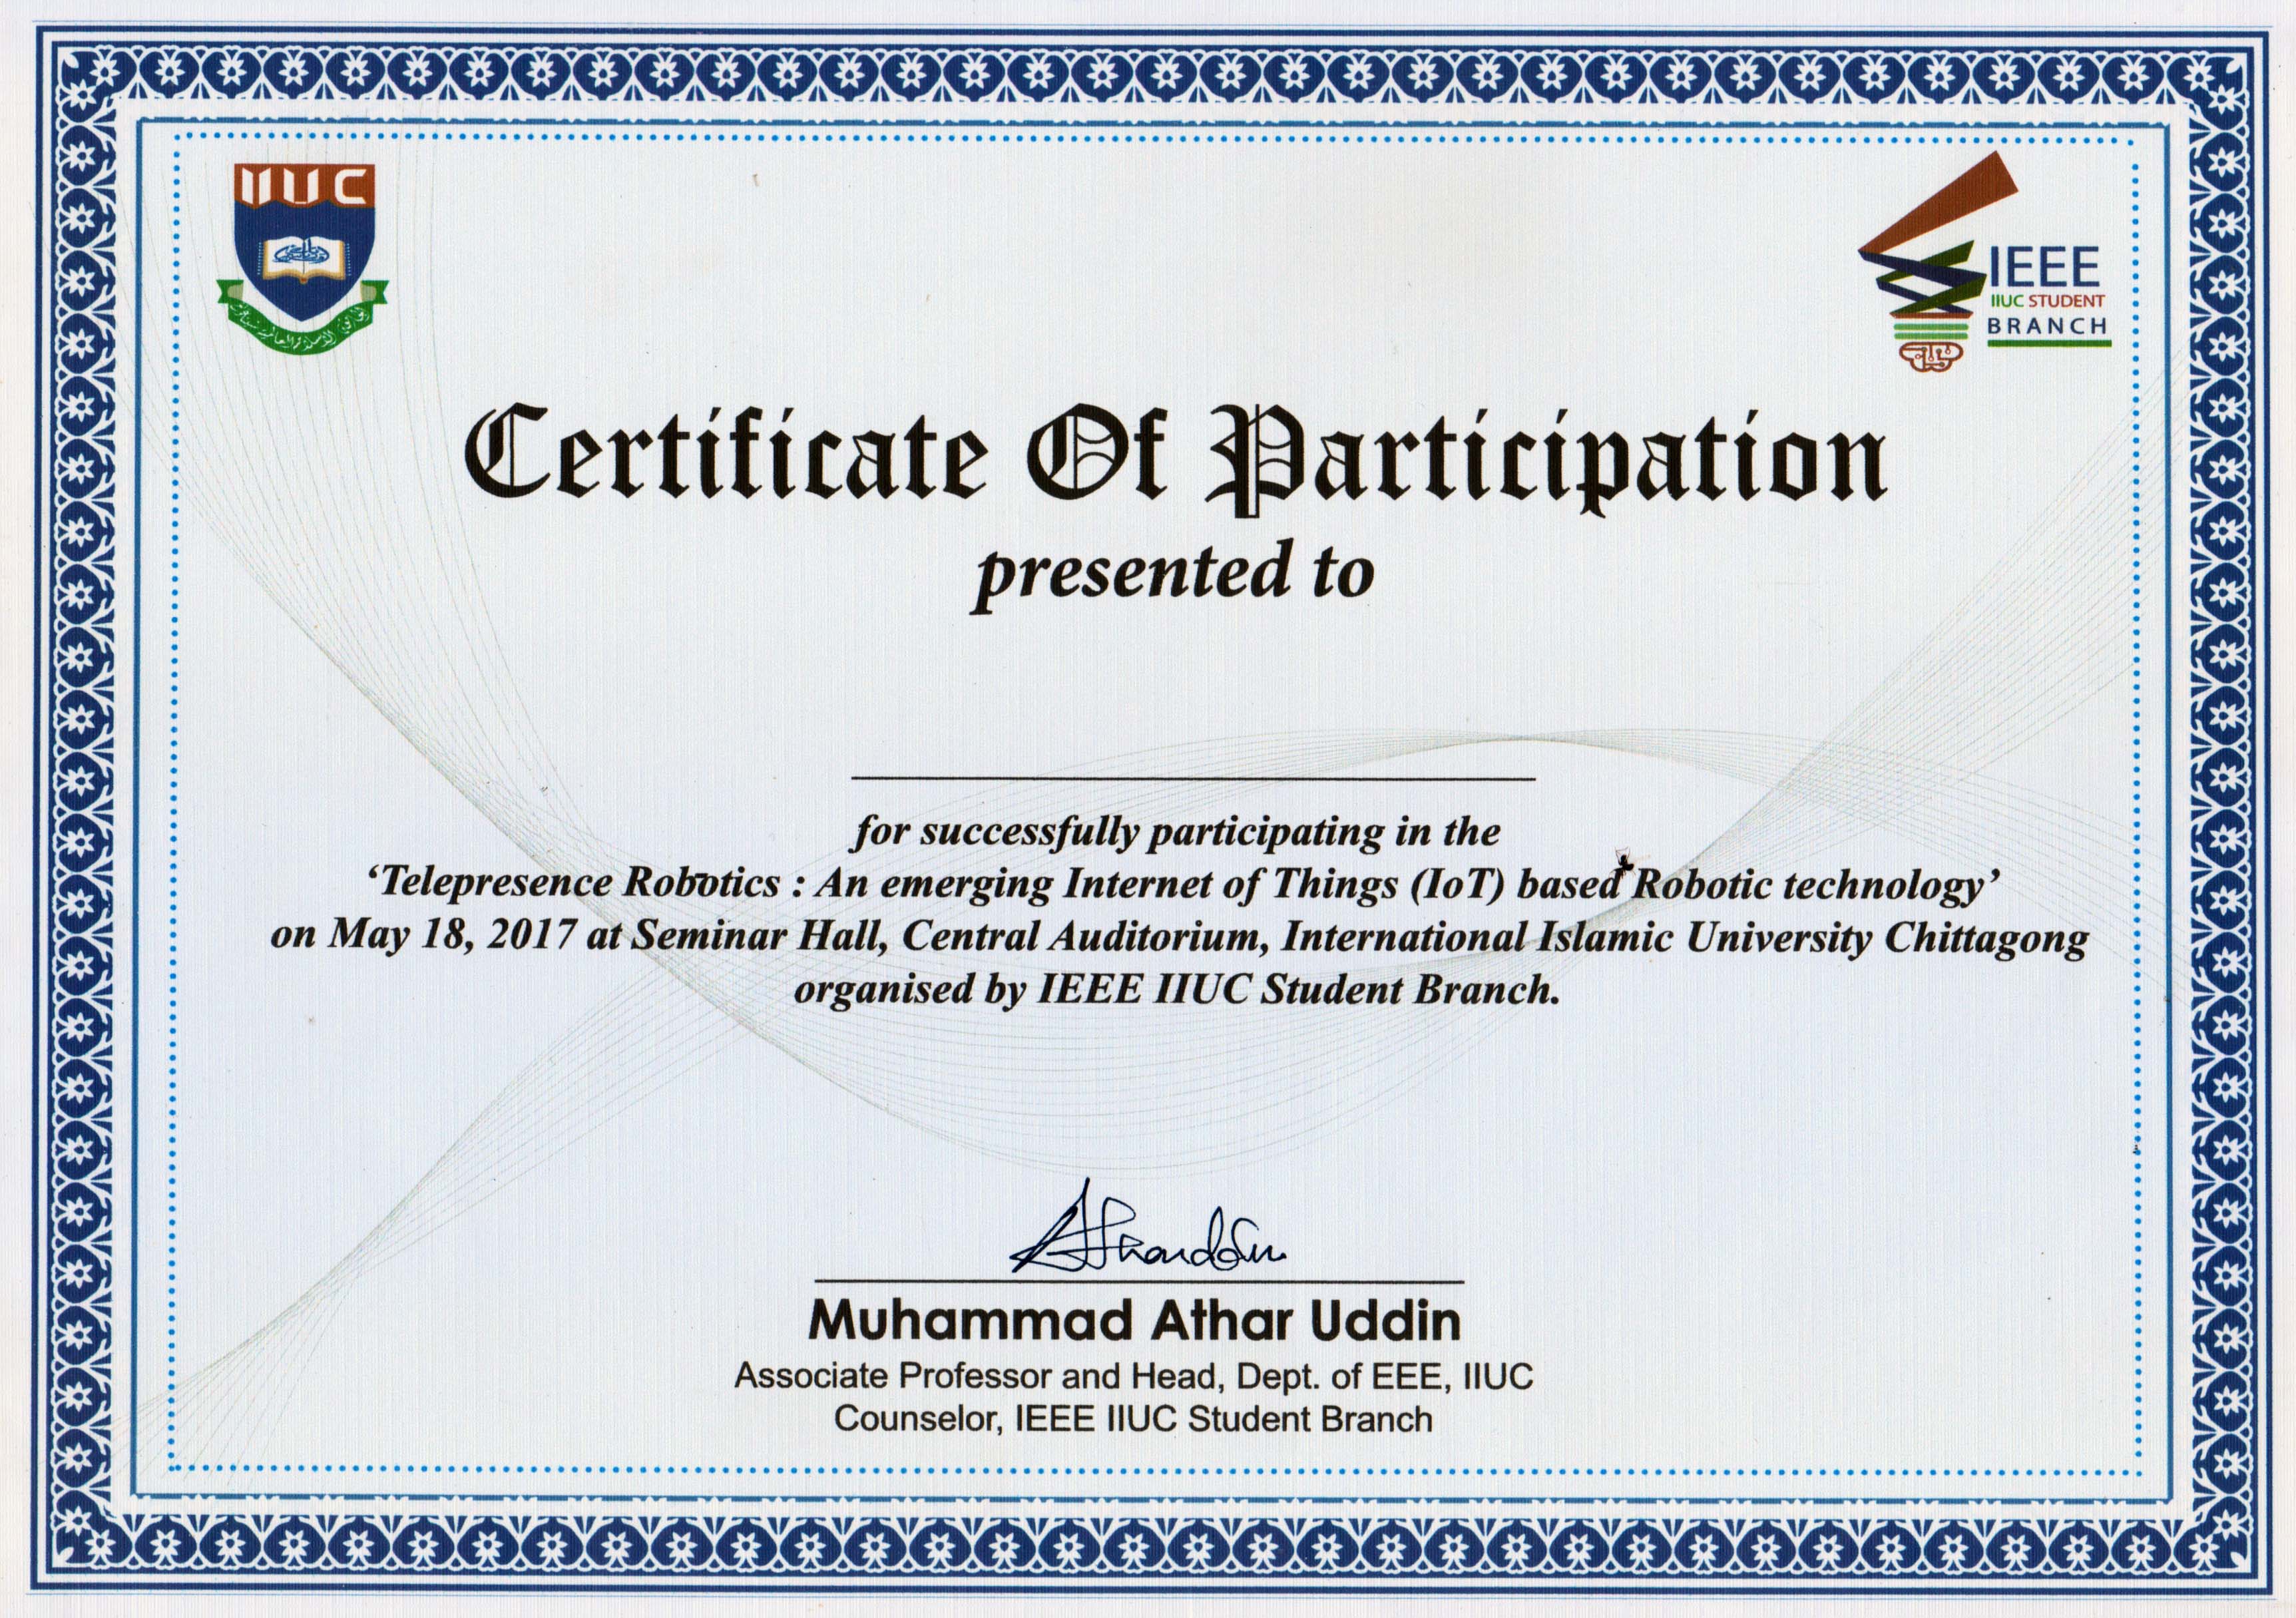 IIUC
IEEE
IIUC STUDENT
BRANCH
Certificate Of Participation
presented to
for successfully participating in the
‘Telepresence Robotics : An emerging Internet of Things (IoT) based Robotic technology’
on May 18, 2017 at Seminar Hall, Central Auditorium, International Islamic University Chittagong
organised by IEEE IIUC Student Branch.
Muhammad Athar Uddin
Associate Professor and Head, Dept. of EEE, IIUC
Counselor, IEEE IIUC Student Branch